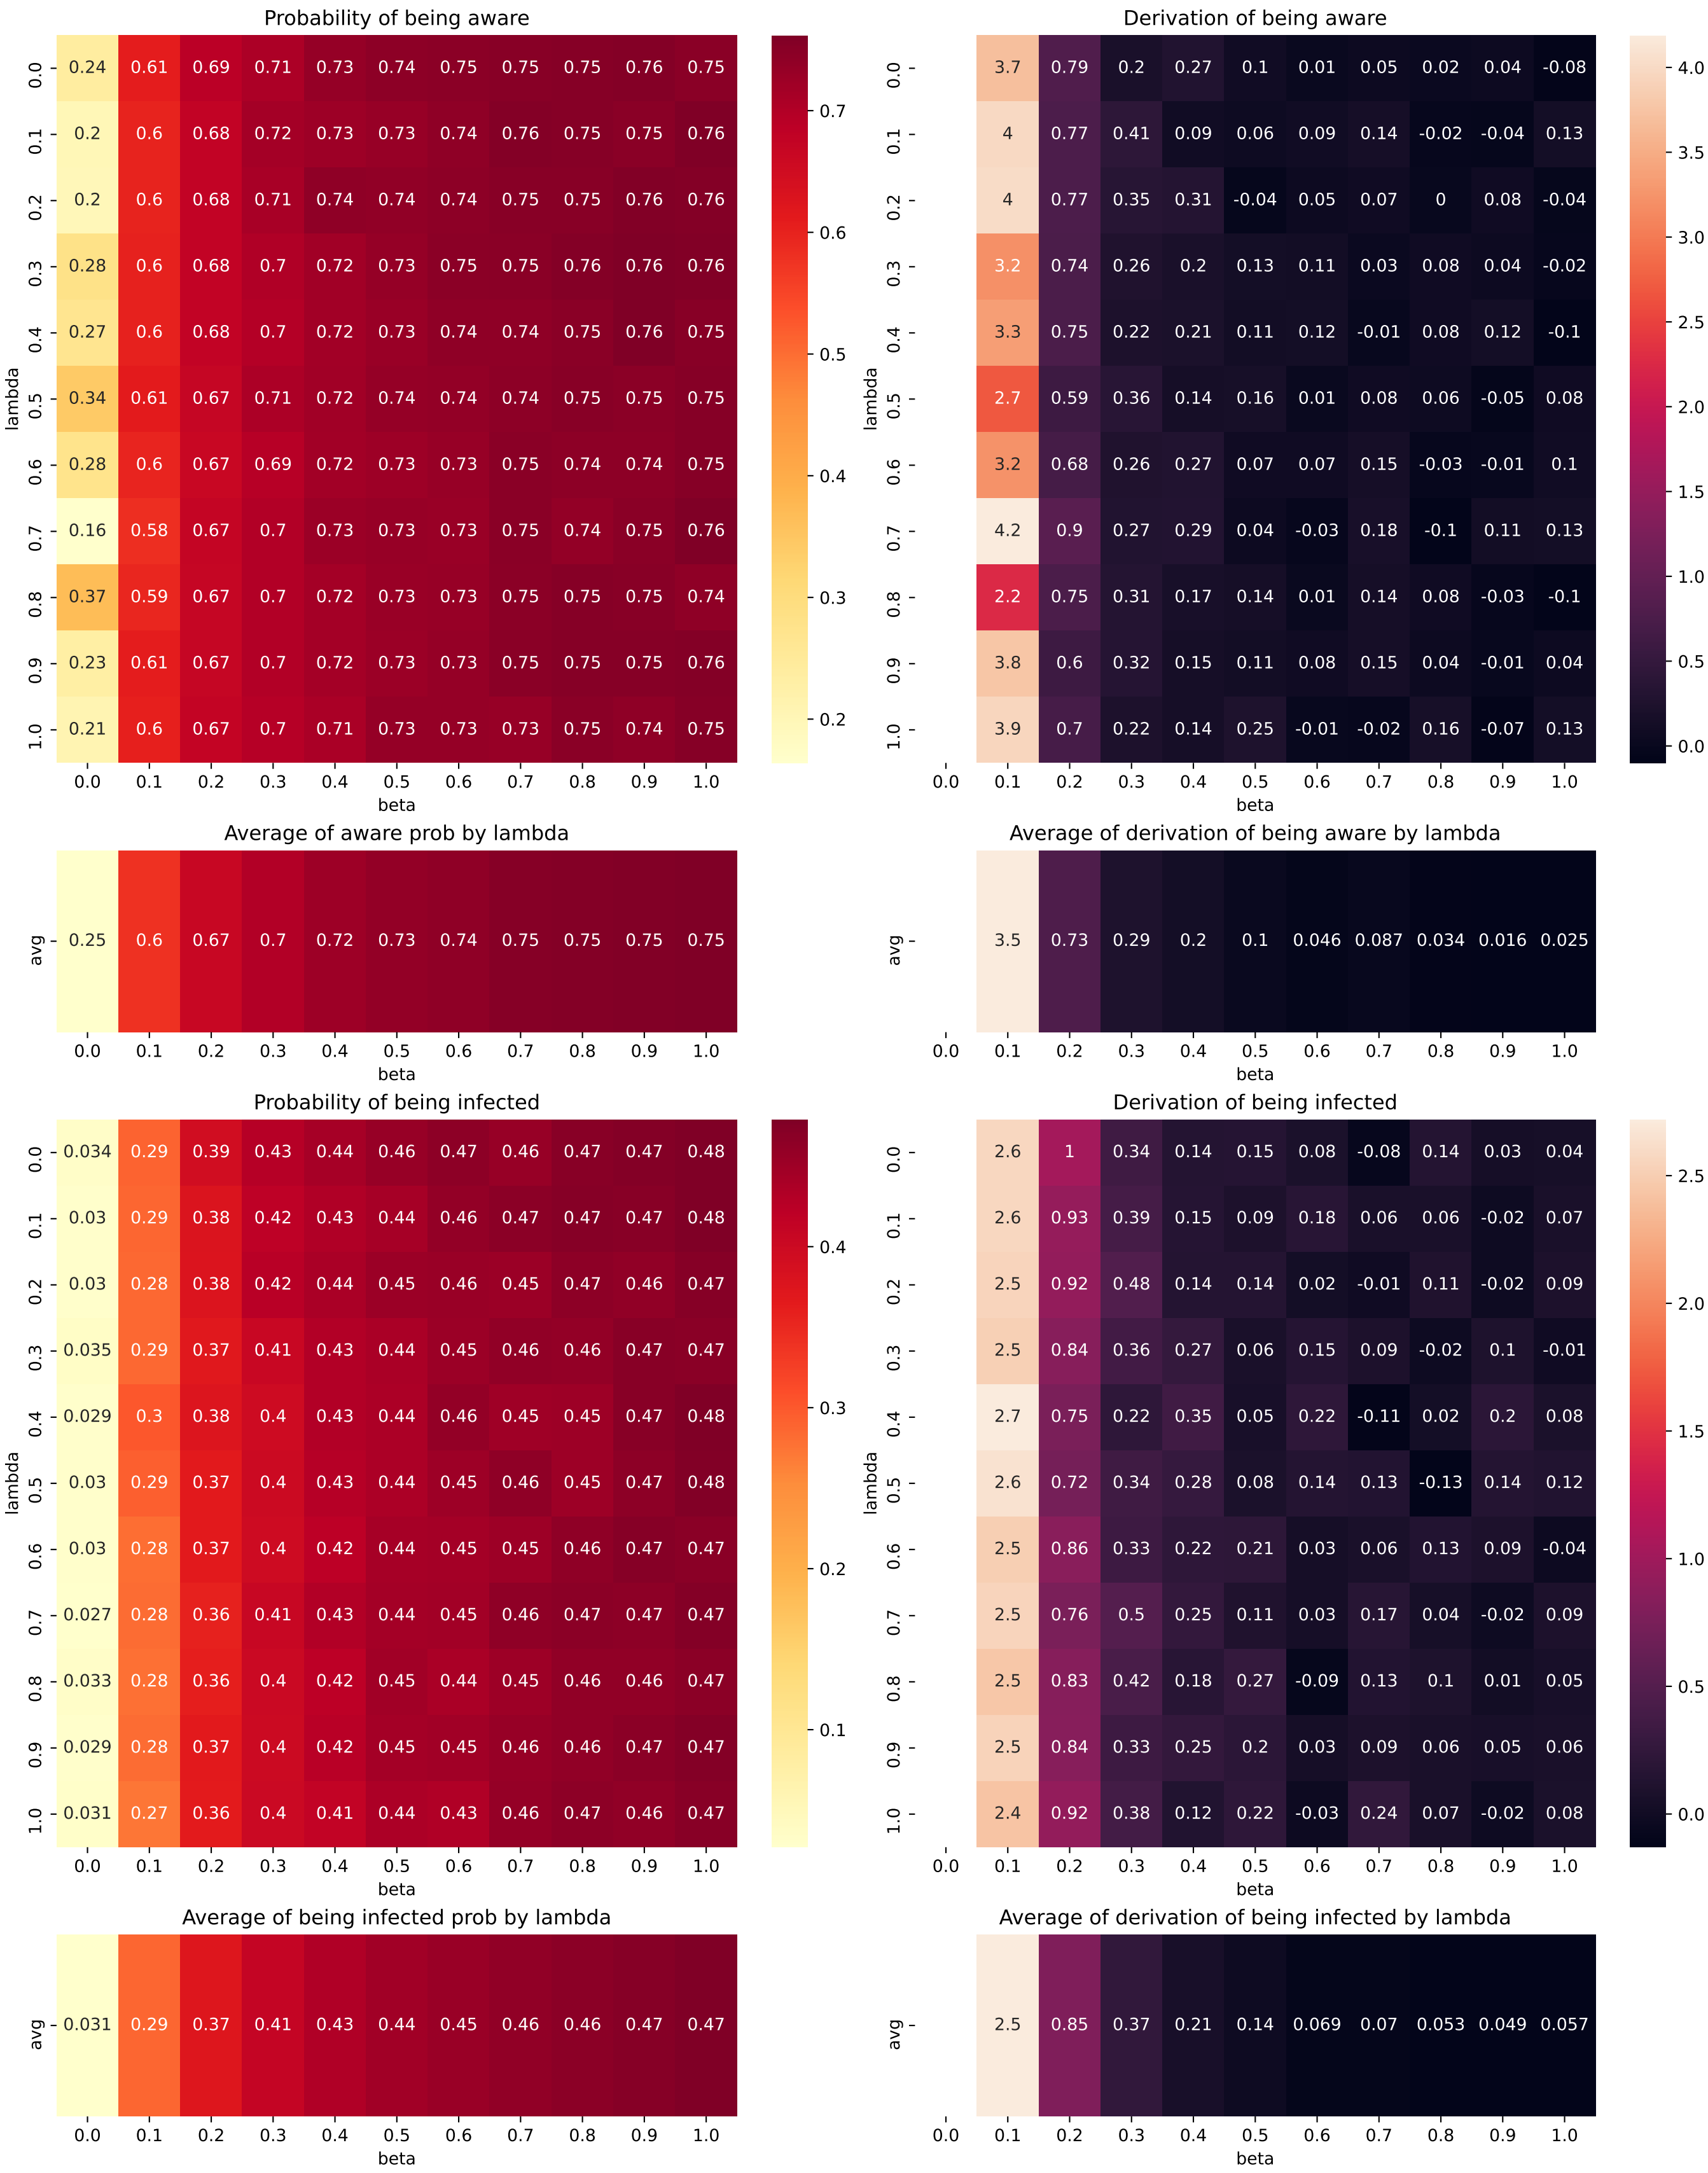 Probability of being aware
0.0 0.24 0.61 0.69 0.71 0.73 0.74 0.75 0.75 0.75 0.76 0.75
0.1 0.2 0.6 0.68 0.72 0.73 0.73 0.74 0.76 0.75 0.75 0.76
0.2 0.2 0.6 0.68 0.71 0.74 0.74 0.74 0.75 0.75 0.76 0.76
0.3 0.28 0.6 0.68 0.7 0.72 0.73 0.75 0.75 0.76 0.76 0.76
0.4 0.27 0.6 0.68 0.7 0.72 0.73 0.74 0.74 0.75 0.76 0.75
0.5 0.34 0.61 0.67 0.71 0.72 0.74 0.74 0.74 0.75 0.75 0.75
0.6 0.28 0.6 0.67 0.69 0.72 0.73 0.73 0.75 0.74 0.74 0.75
0.7 0.16 0.58 0.67 0.7 0.73 0.73 0.73 0.75 0.74 0.75 0.76
0.8 0.37 0.59 0.67 0.7 0.72 0.73 0.73 0.75 0.75 0.75 0.74
0.9 0.23 0.61 0.67 0.7 0.72 0.73 0.73 0.75 0.75 0.75 0.76
1.0 0.21 0.6 0.67 0.7 0.71 0.73 0.73 0.73 0.75 0.74 0.75
lambda
0.0 0.1 0.2 0.3 0.4 0.5 0.6 0.7 0.8 0.9 1.0
beta
0.7
0.6
0.5
0.4
0.3
0.2
Derivation of being aware
3.7 0.79 0.2 0.27 0.1 0.01 0.05 0.02 0.04 -0.08
0.0
4 0.77 0.41 0.09 0.06 0.09 0.14 -0.02 -0.04 0.13
0.1
4 0.77 0.35 0.31 -0.04 0.05 0.07 0 0.08 -0.04
0.2
3.2 0.74 0.26 0.2 0.13 0.11 0.03 0.08 0.04 -0.02
0.3
3.3 0.75 0.22 0.21 0.11 0.12 -0.01 0.08 0.12 -0.1
0.4
2.7 0.59 0.36 0.14 0.16 0.01 0.08 0.06 -0.05 0.08
0.5
3.2 0.68 0.26 0.27 0.07 0.07 0.15 -0.03 -0.01 0.1
0.6
4.2 0.9 0.27 0.29 0.04 -0.03 0.18 -0.1 0.11 0.13
0.7
2.2 0.75 0.31 0.17 0.14 0.01 0.14 0.08 -0.03 -0.1
0.8
3.8 0.6 0.32 0.15 0.11 0.08 0.15 0.04 -0.01 0.04
0.9
3.9 0.7 0.22 0.14 0.25 -0.01 -0.02 0.16 -0.07 0.13
1.0
lambda
0.0 0.1 0.2 0.3 0.4 0.5 0.6 0.7 0.8 0.9 1.0
beta
4.0
3.5
3.0
2.5
2.0
1.5
1.0
0.5
0.0
Average of aware prob by lambda
avg 0.25 0.6 0.67 0.7 0.72 0.73 0.74 0.75 0.75 0.75 0.75
0.0 0.1 0.2 0.3 0.4 0.5 0.6 0.7 0.8 0.9 1.0
beta
Average of derivation of being aware by lambda
avg 3.5 0.73 0.29 0.2 0.1 0.046 0.087 0.034 0.016 0.025
0.0 0.1 0.2 0.3 0.4 0.5 0.6 0.7 0.8 0.9 1.0
beta
Probability of being infected
0.0 0.034 0.29 0.39 0.43 0.44 0.46 0.47 0.46 0.47 0.47 0.48
0.1 0.03 0.29 0.38 0.42 0.43 0.44 0.46 0.47 0.47 0.47 0.48
0.2 0.03 0.28 0.38 0.42 0.44 0.45 0.46 0.45 0.47 0.46 0.47
0.3 0.035 0.29 0.37 0.41 0.43 0.44 0.45 0.46 0.46 0.47 0.47
0.4 0.029 0.3 0.38 0.4 0.43 0.44 0.46 0.45 0.45 0.47 0.48
0.5 0.03 0.29 0.37 0.4 0.43 0.44 0.45 0.46 0.45 0.47 0.48
0.6 0.03 0.28 0.37 0.4 0.42 0.44 0.45 0.45 0.46 0.47 0.47
0.7 0.027 0.28 0.36 0.41 0.43 0.44 0.45 0.46 0.47 0.47 0.47
0.8 0.033 0.28 0.36 0.4 0.42 0.45 0.44 0.45 0.46 0.46 0.47
0.9 0.029 0.28 0.37 0.4 0.42 0.45 0.45 0.46 0.46 0.47 0.47
1.0 0.031 0.27 0.36 0.4 0.41 0.44 0.43 0.46 0.47 0.46 0.47
lambda
0.0 0.1 0.2 0.3 0.4 0.5 0.6 0.7 0.8 0.9 1.0
beta
0.4
0.3
0.2
0.1
Derivation of being infected
0.0 2.6 1 0.34 0.14 0.15 0.08 -0.08 0.14 0.03 0.04
0.1 2.6 0.93 0.39 0.15 0.09 0.18 0.06 0.06 -0.02 0.07
0.2 2.5 0.92 0.48 0.14 0.14 0.02 -0.01 0.11 -0.02 0.09
0.3 2.5 0.84 0.36 0.27 0.06 0.15 0.09 -0.02 0.1 -0.01
0.4 2.7 0.75 0.22 0.35 0.05 0.22 -0.11 0.02 0.2 0.08
0.5 2.6 0.72 0.34 0.28 0.08 0.14 0.13 -0.13 0.14 0.12
0.6 2.5 0.86 0.33 0.22 0.21 0.03 0.06 0.13 0.09 -0.04
0.7 2.5 0.76 0.5 0.25 0.11 0.03 0.17 0.04 -0.02 0.09
0.8 2.5 0.83 0.42 0.18 0.27 -0.09 0.13 0.1 0.01 0.05
0.9 2.5 0.84 0.33 0.25 0.2 0.03 0.09 0.06 0.05 0.06
1.0 2.4 0.92 0.38 0.12 0.22 -0.03 0.24 0.07 -0.02 0.08
lambda
0.0 0.1 0.2 0.3 0.4 0.5 0.6 0.7 0.8 0.9 1.0
beta
2.5
2.0
1.5
1.0
0.5
0.0
Average of being infected prob by lambda
avg 0.031 0.29 0.37 0.41 0.43 0.44 0.45 0.46 0.46 0.47 0.47
0.0 0.1 0.2 0.3 0.4 0.5 0.6 0.7 0.8 0.9 1.0
beta
Average of derivation of being infected by lambda
avg 2.5 0.85 0.37 0.21 0.14 0.069 0.07 0.053 0.049 0.057
0.0 0.1 0.2 0.3 0.4 0.5 0.6 0.7 0.8 0.9 1.0
beta